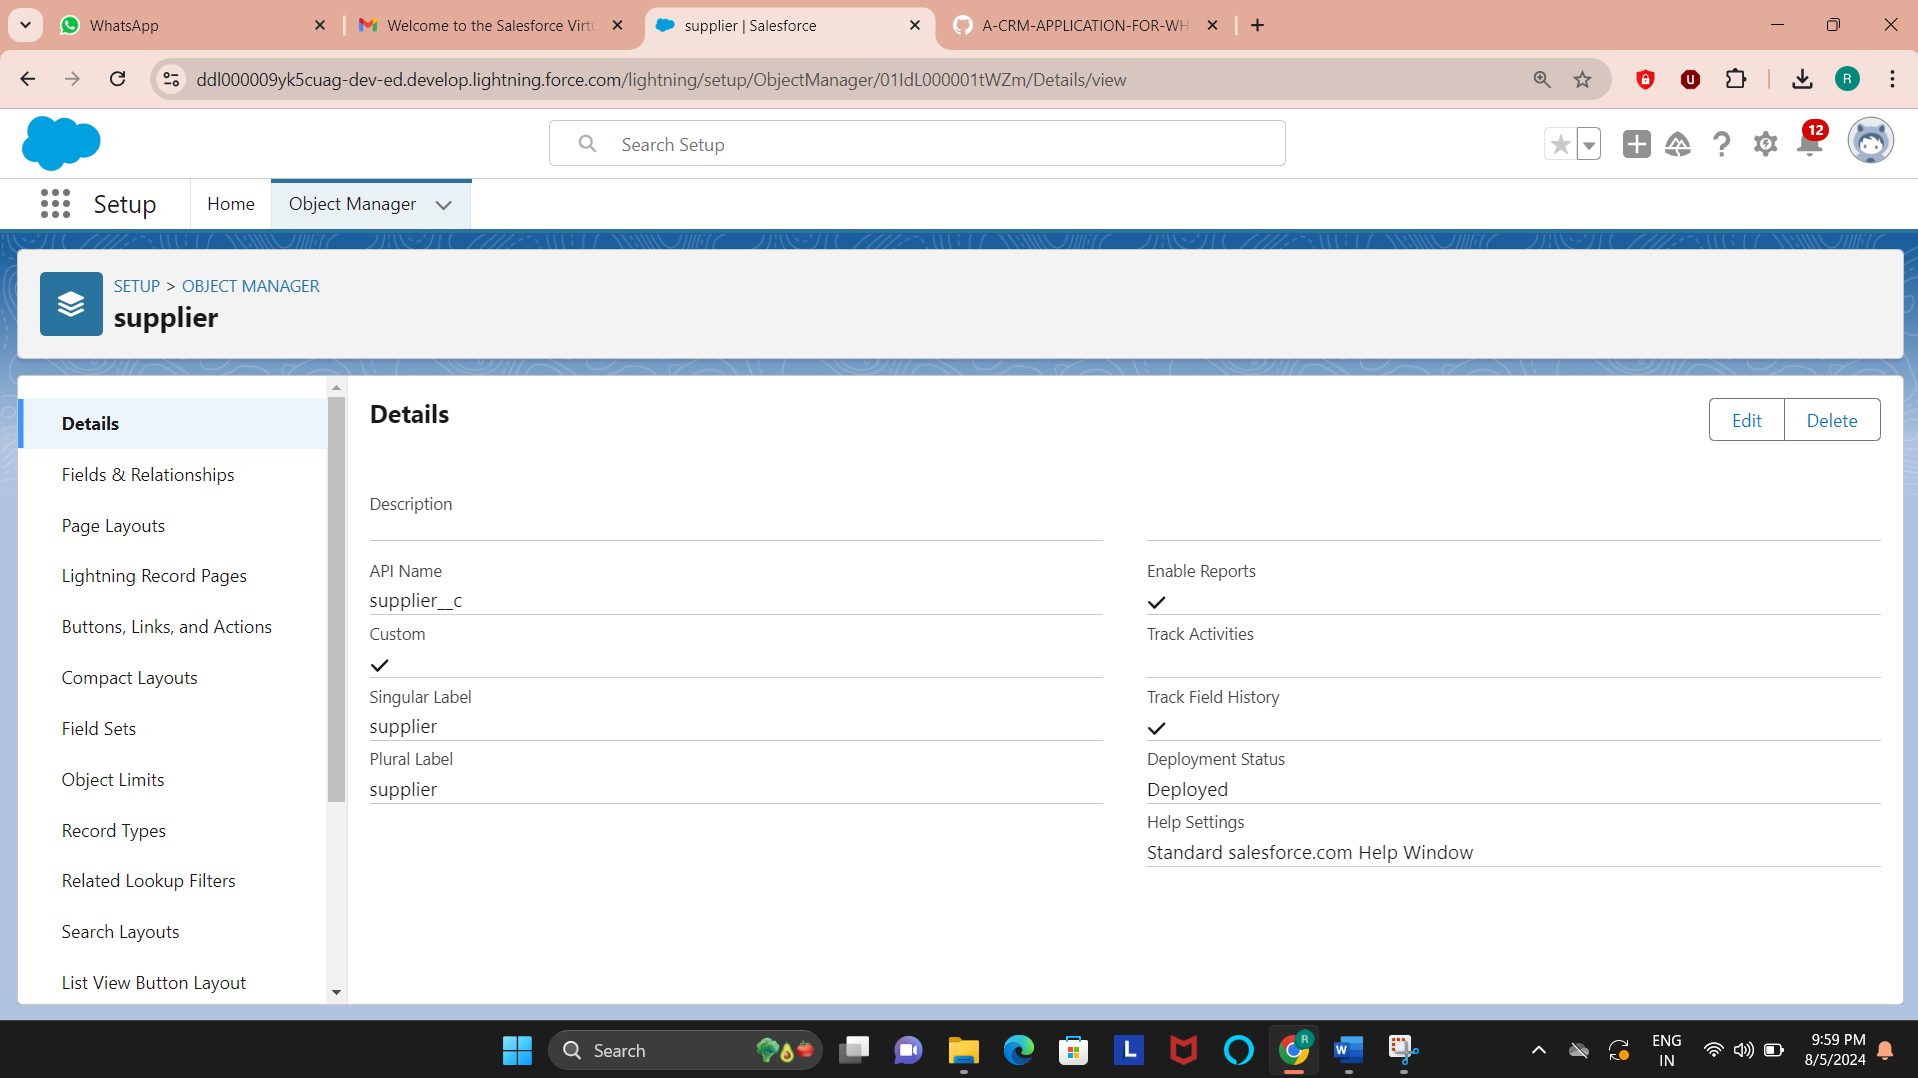 WhatsApp
Welcome to the Salesforce Virtu
supplier | Salesforce
A-CRM-APPLICATION-FOR-WH
ddl000009yk5cuag-dev-ed.develop.lightning.force.com/lightning/setup/ObjectManager/01IdL000001tWZm/Details/view
U
R
Search Setup
12
Setup
Home
Object Manager
SETUP > OBJECT MANAGER
supplier
Details
Fields & Relationships
Page Layouts
Lightning Record Pages
Buttons, Links, and Actions
Compact Layouts
Field Sets
Object Limits
Record Types
Related Lookup Filters
Search Layouts
List View Button Layout
Details
Edit
Delete
Description
API Name
supplier__c
Custom
Singular Label
supplier
Plural Label
supplier
Enable Reports
Track Activities
Track Field History
Deployment Status
Deployed
Help Settings
Standard salesforce.com Help Window
Search
L
R
W
ENG
IN
9:59 PM
8/5/2024